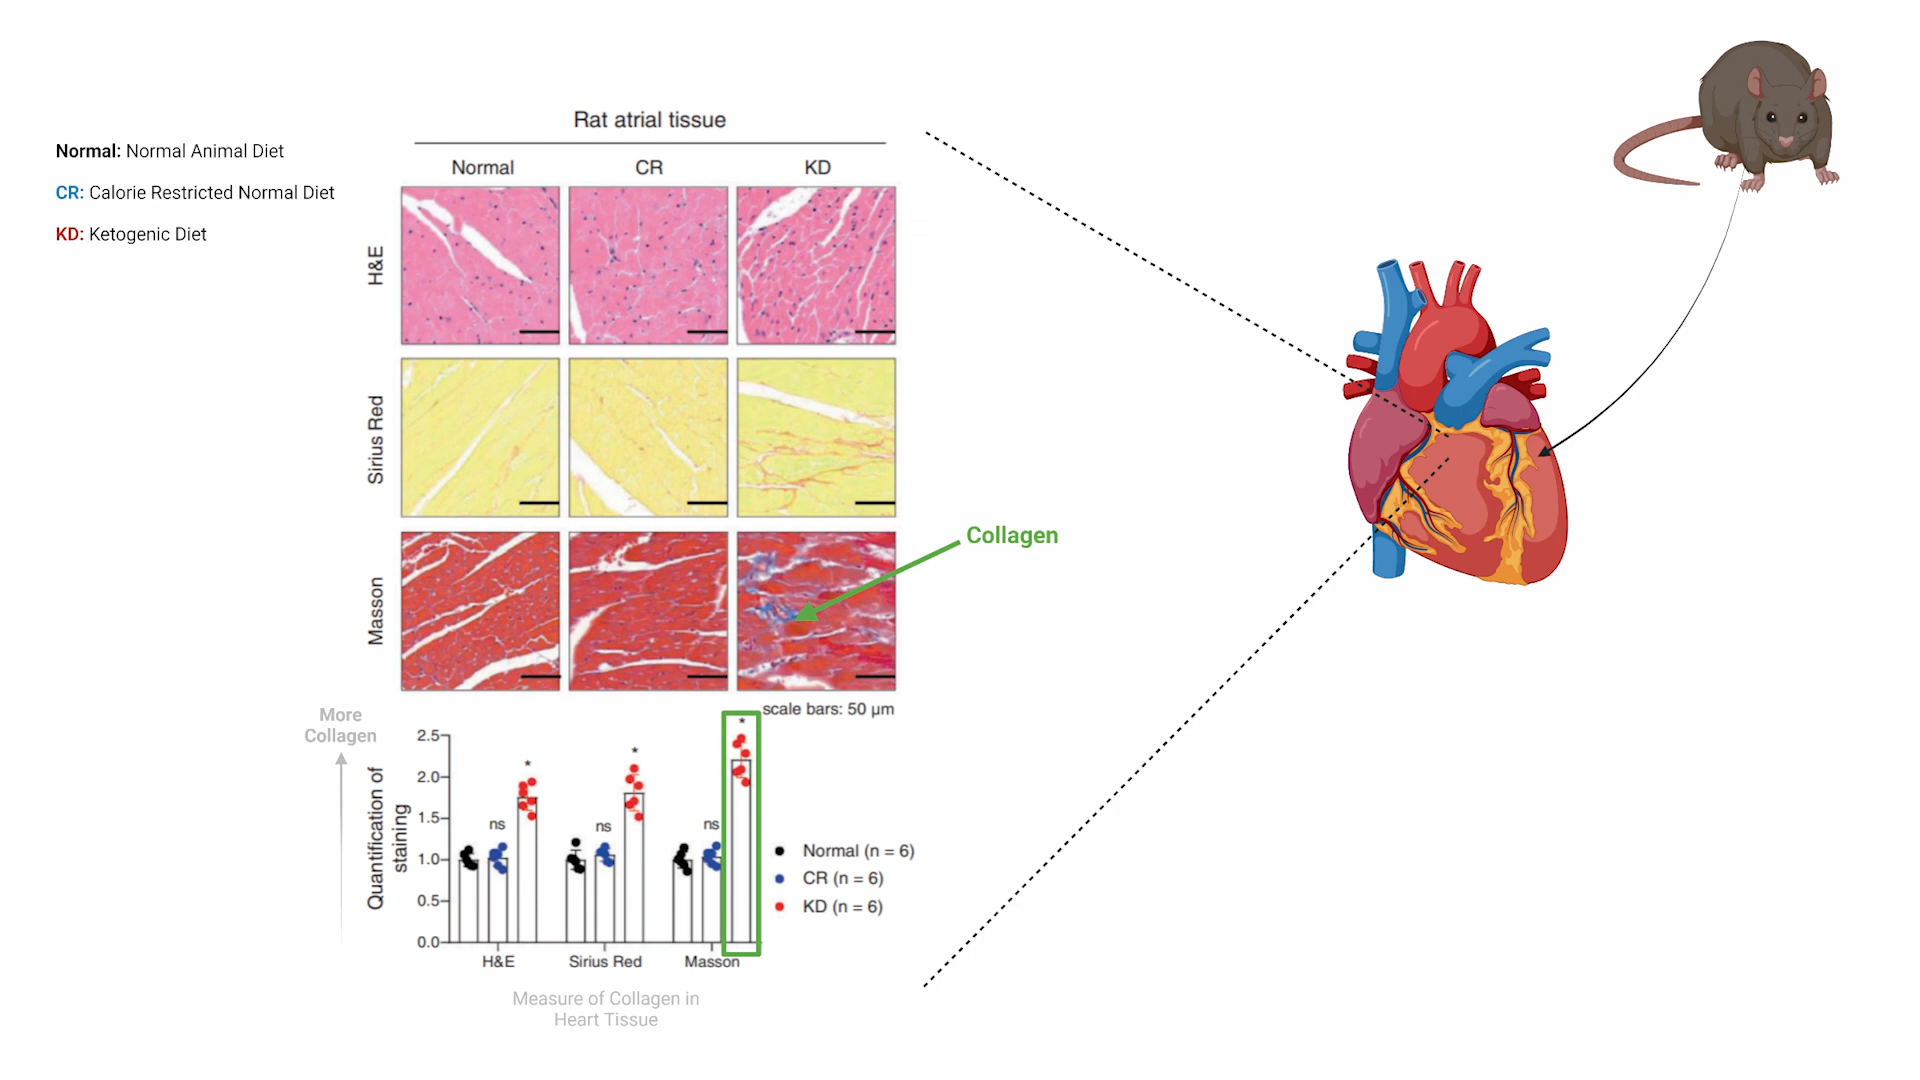 Rat atrial tissue
Normal: Normal Animal Diet
CR: Calorie Restricted Normal Diet
KD: Ketogenic Diet
Normal
CR
KD
H&E
Sirius Red
Masson
Collagen
scale bars: 50 µm
More
Collagen
Quantification of
staining
2.5
2.0
1.5
1.0
0.5
0.0
ns
*
ns
*
ns
*
H&E
Sirius Red
Masson
Normal (n = 6)
CR (n = 6)
KD (n = 6)
Measure of Collagen in
Heart Tissue